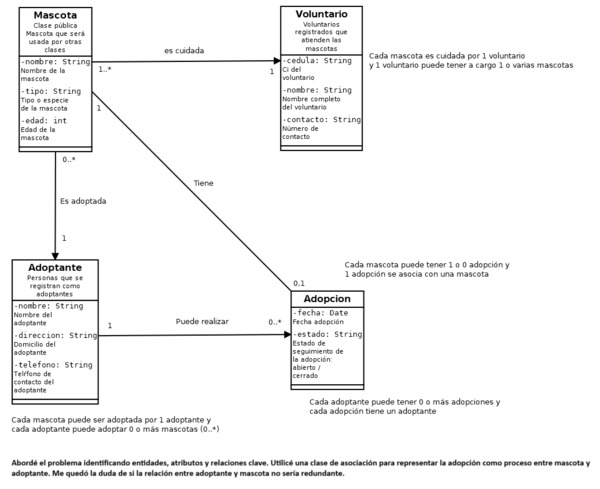 Mascota
Clase pública
Mascota que será
usada por otras
clases
-nombre: String
Nombre de la
mascota
-tipo: String
Tipo o especie
de la mascota
-edad: int
Edad de la
mascota
es cuidada
1..*
1
Voluntario
Voluntarios
registrados que
atienden las
mascotas
-cedula: String
Ci del
voluntario
-nombre: String
Nombre completo
del voluntario
-contacto: String
Número de
contacto
Cada mascota es cuidada por 1 voluntario
y 1 voluntario puede tener a cargo 1 o varias mascotas
1
0..*
Tiene
Es adoptada
1
0.1
Cada mascota puede tener 1 o 0 adopción y
1 adopción se asocia con una mascota
Adoptante
Personas que se
registran como
adoptantes
-nombre: String
Nombre del
adoptante
-direccion: String
Domicilio del
adoptante
-telefono: String
Telfono de
contacto del
adoptante
1
Puede realizar
0..*
Adopcion
-fecha: Date
Fecha adopción
-estado: String
Estado de
seguimiento de
la adopción:
abierto /
cerrado
Cada adoptante puede tener 0 o más adopciones y
cada adopción tiene un adoptante
Cada mascota puede ser adoptada por 1 adoptante y
cada adoptante puede adoptar 0 o más mascotas (0..*)
Abordé el problema identificando entidades, atributos y relaciones clave. Utilicé una clase de asociación para representar la adopción como proceso entre mascota y
adoptante. Me quedó la duda de si la relación entre adoptante y mascota no sería redundante.